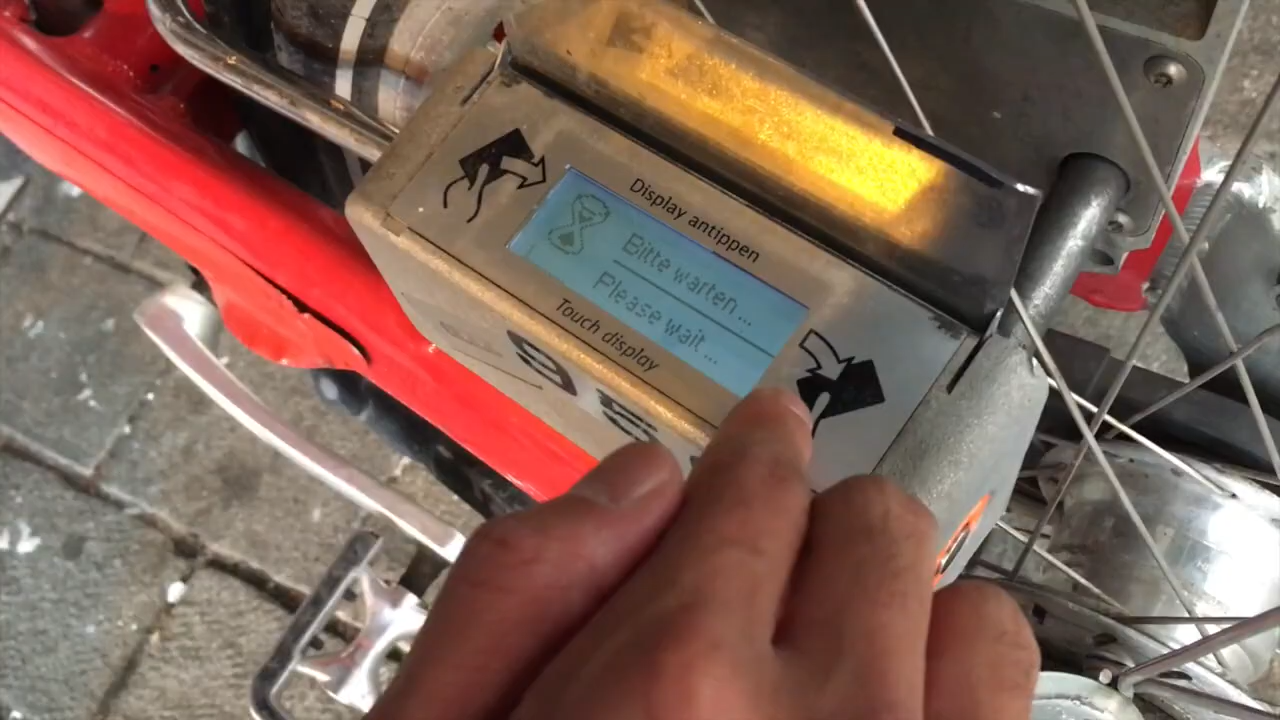 Display antippen
Bitte warten...
Please wait...
Touch display